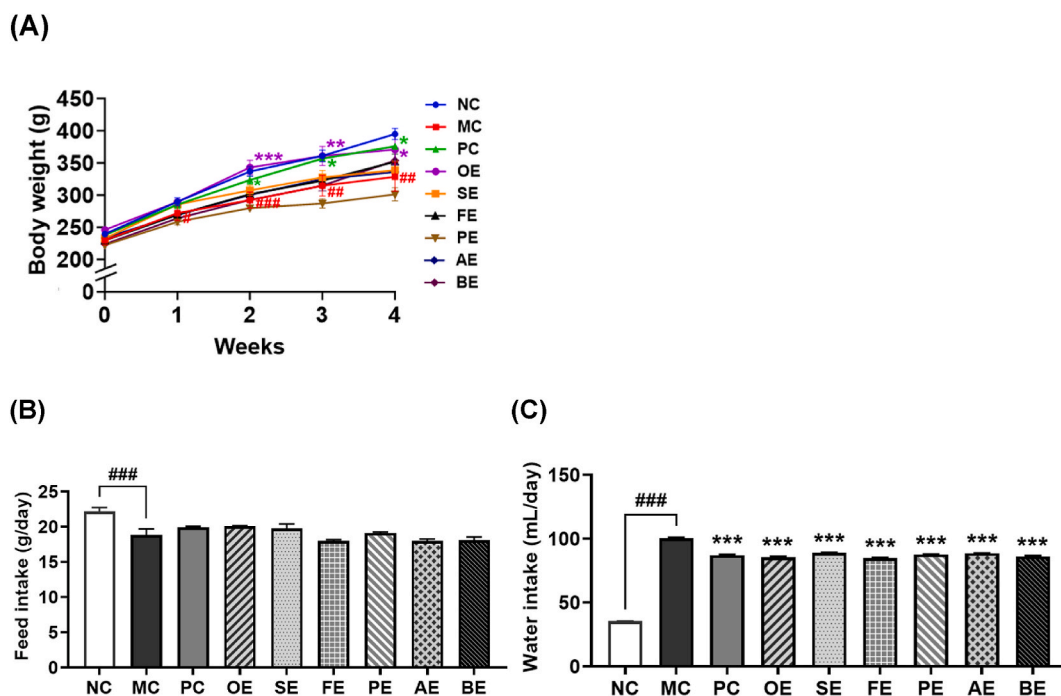 (A)
450
400
350
300
250
200
0
Body weight (g)
***
**
*
*
*
*
#
###
##
##
0 1 2 3 4
Weeks
NC
MC
PC
OE
SE
FE
PE
AE
BE
(B)
###
25
20
15
10
5
0
Feed intake (g/day)
NC MC PC OE SE FE PE AE BE
(C)
150
100
50
0
Water intake (mL/day)
###
*** *** *** *** *** *** ***
NC MC PC OE SE FE PE AE BE